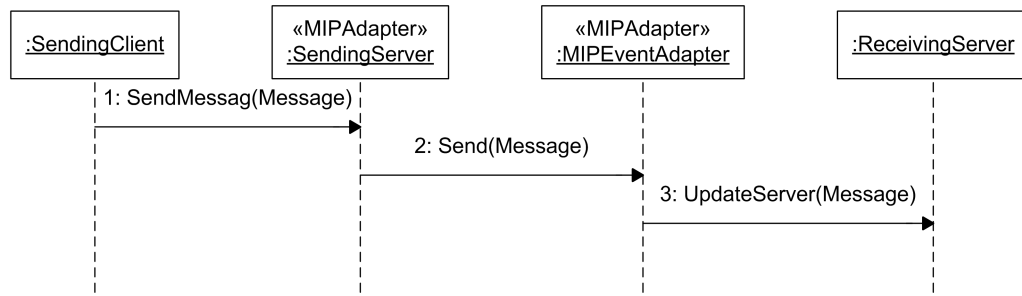 :SendingClient
«MIPAdapter»
:SendingServer
«MIPAdapter»
:MIPEventAdapter
:ReceivingServer
1: SendMessag(Message)
2: Send(Message)
3: UpdateServer(Message)